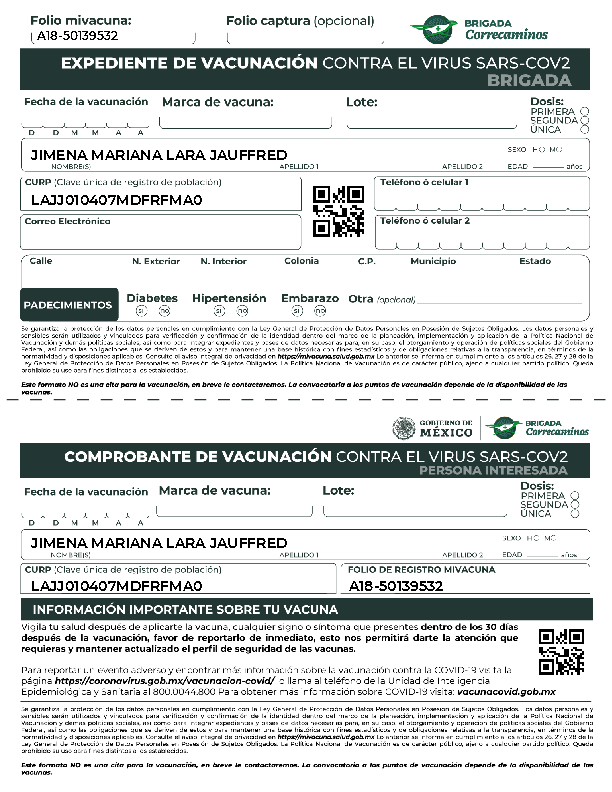 Folio mivacuna:
Folio captura (opcional)
BRIGADA
Correcaminos
A18-50139532
EXPEDIENTE DE VACUNACIÓN CONTRA EL VIRUS SARS-COV2
BRIGADA
Fecha de la vacunación
Marca de vacuna:
Lote:
Dosis:
PRIMERA
SEGUNDA
ÚNICA
D D M M A A
JIMENA MARIANA LARA JAUFFRED
SEXO H M
NOMBRE(S) APELLIDO 1 APELLIDO 2 EDAD años
CURP (Clave única de registro de población)
LAJJ010407MDFRFMA0
Teléfono ó celular 1
Correo Electrónico
Teléfono ó celular 2
Calle N. Exterior N. Interior Colonia C.P. Municipio Estado
PADECIMIENTOS
Diabetes Hipertensión Embarazo Otra (opcional)
si no si no si no
Se garantiza la protección de los datos personales en cumplimiento con la Ley General de Protección de Datos Personales en Posesión de Sujetos Obligados. Los datos personales y
sensibles serán utilizados y vinculados para verificación y confirmación de la identidad dentro del marco de la planeación, implementación y aplicación de la Política Nacional de
Vacunación y demás políticas sociales, así como para integrar expedientes y bases de datos necesarias para, en su caso, el otorgamiento y operación de políticas sociales del Gobierno
Federal, así como las obligaciones que se deriven de estos y para mantener una base histórica con fines estadísticos y de obligaciones relativas a la transparencia, en términos de la
normatividad y disposiciones aplicables. Consulte el aviso integral de privacidad en https://mivacuna.salud.gob.mx Lo anterior se informa en cumplimiento a los artículos 26, 27 y 28 de la
Ley General de Protección de Datos Personales en Posesión de Sujetos Obligados. La Política Nacional de Vacunación es de carácter público, ajeno a cualquier partido político. Queda
prohibido su uso para fines distintos a los establecidos.
Este formato NO es una cita para la vacunación, en breve le contactaremos. La convocatoria a los puntos de vacunación depende de la disponibilidad de las
vacunas.
GOBIERNO DE
MÉXICO
BRIGADA
Correcaminos
COMPROBANTE DE VACUNACIÓN CONTRA EL VIRUS SARS-COV2
PERSONA INTERESADA
Fecha de la vacunación
Marca de vacuna:
Lote:
Dosis:
PRIMERA
SEGUNDA
ÚNICA
D D M M A A
JIMENA MARIANA LARA JAUFFRED
SEXO H M
NOMBRE(S) APELLIDO 1 APELLIDO 2 EDAD años
CURP (Clave única de registro de población)
LAJJ010407MDFRFMA0
FOLIO DE REGISTRO MIVACUNA
A18-50139532
INFORMACIÓN IMPORTANTE SOBRE TU VACUNA
Vigila tu salud después de aplicarte la vacuna, cualquier signo o síntoma que presentes dentro de los 30 días
después de la vacunación, favor de reportarlo de inmediato, esto nos permitirá darte la atención que
requieras y mantener actualizado el perfil de seguridad de las vacunas.
Para reportar un evento adverso y encontrar más información sobre la vacunación contra la COVID-19 visita la
página https://coronavirus.gob.mx/vacunacion-covid/ o llama al teléfono de la Unidad de Inteligencia
Epidemiológica y Sanitaria al 800.0044.800 Para obtener más información sobre COVID-19 visita: vacunacovid.gob.mx
Se garantiza la protección de los datos personales en cumplimiento con la Ley General de Protección de Datos Personales en Posesión de Sujetos Obligados. Los datos personales y
sensibles serán utilizados y vinculados para verificación y confirmación de la identidad dentro del marco de la planeación, implementación y aplicación de la Política Nacional de
Vacunación y demás políticas sociales, así como para integrar expedientes y bases de datos necesarias para, en su caso, el otorgamiento y operación de políticas sociales del Gobierno
Federal, así como las obligaciones que se deriven de estos y para mantener una base histórica con fines estadísticos y de obligaciones relativas a la transparencia, en términos de la
normatividad y disposiciones aplicables. Consulte el aviso integral de privacidad en https://mivacuna.salud.gob.mx Lo anterior se informa en cumplimiento a los artículos 26, 27 y 28 de la
Ley General de Protección de Datos Personales en Posesión de Sujetos Obligados. La Política Nacional de Vacunación es de carácter público, ajeno a cualquier partido político. Queda
prohibido su uso para fines distintos a los establecidos.
Este formato NO es una cita para la vacunación, en breve le contactaremos. La convocatoria a los puntos de vacunación depende de la disponibilidad de las
vacunas.